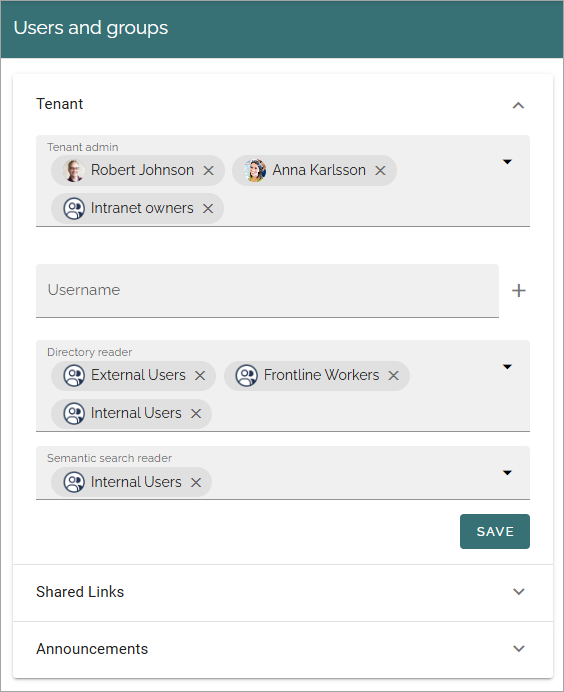 Users and groups
Tenant
Tenant admin
Robert Johnson Anna Karlsson
Intranet owners
Username
Directory reader
External Users Frontline Workers
Internal Users
Semantic search reader
Internal Users
SAVE
Shared Links
Announcements